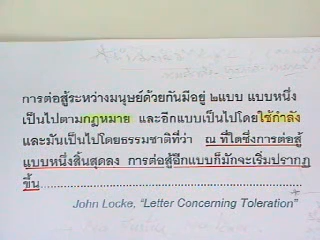 การต่อสู้ระหว่างมนุษย์ด้วยกันมีอยู่ ๒แบบ แบบหนึ่ง
เป็นไปตามกฎหมาย และอีกแบบเป็นไปโดยใช้กำลัง
และมันเป็นไปโดยธรรมชาติที่ว่า ณ ที่ใดซึ่งการต่อสู้
แบบหนึ่งสิ้นสุดลง การต่อสู้อีกแบบก็มักจะเริ่มปรากฏ
ขึ้น........................................................................
John Locke, "Letter Concerning Toleration"